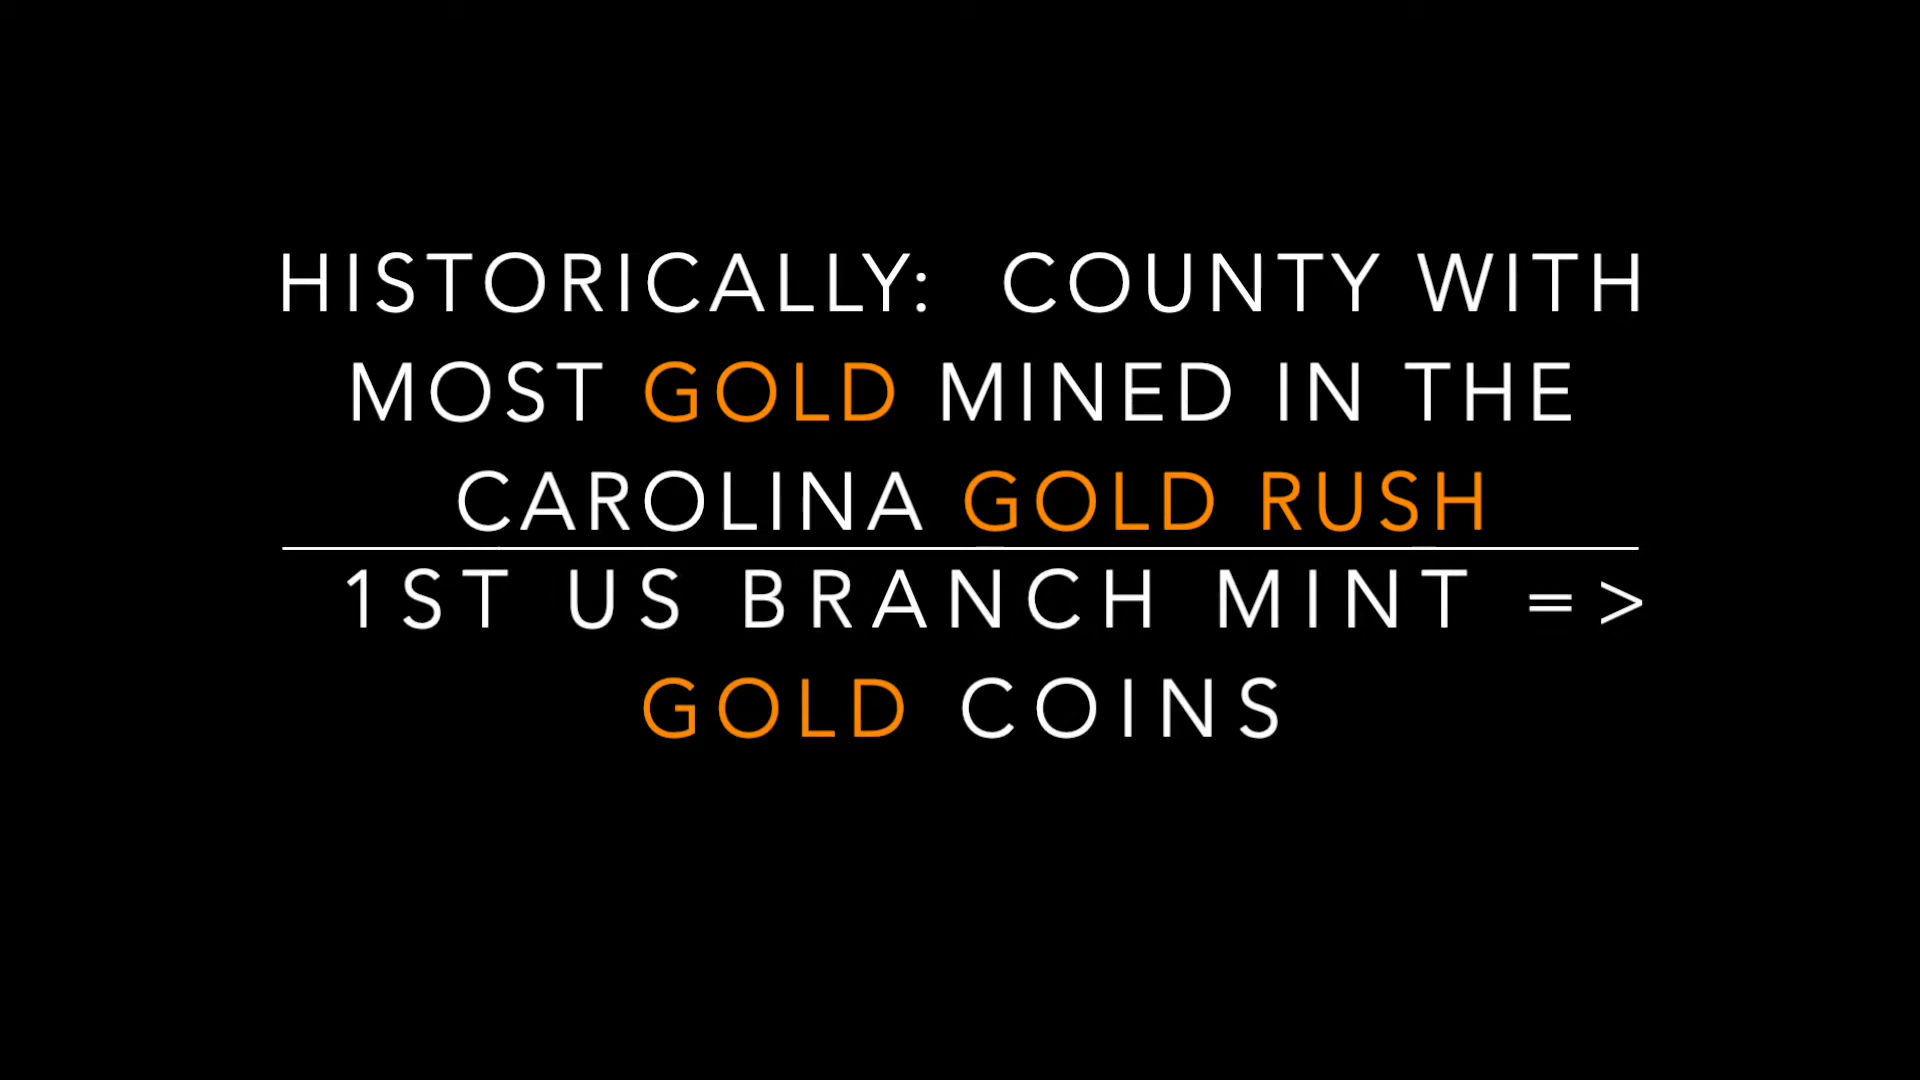 HISTORICALLY: COUNTY WITH
MOST GOLD MINED IN THE
CAROLINA GOLD RUSH
1ST US BRANCH MINT =>
GOLD COINS